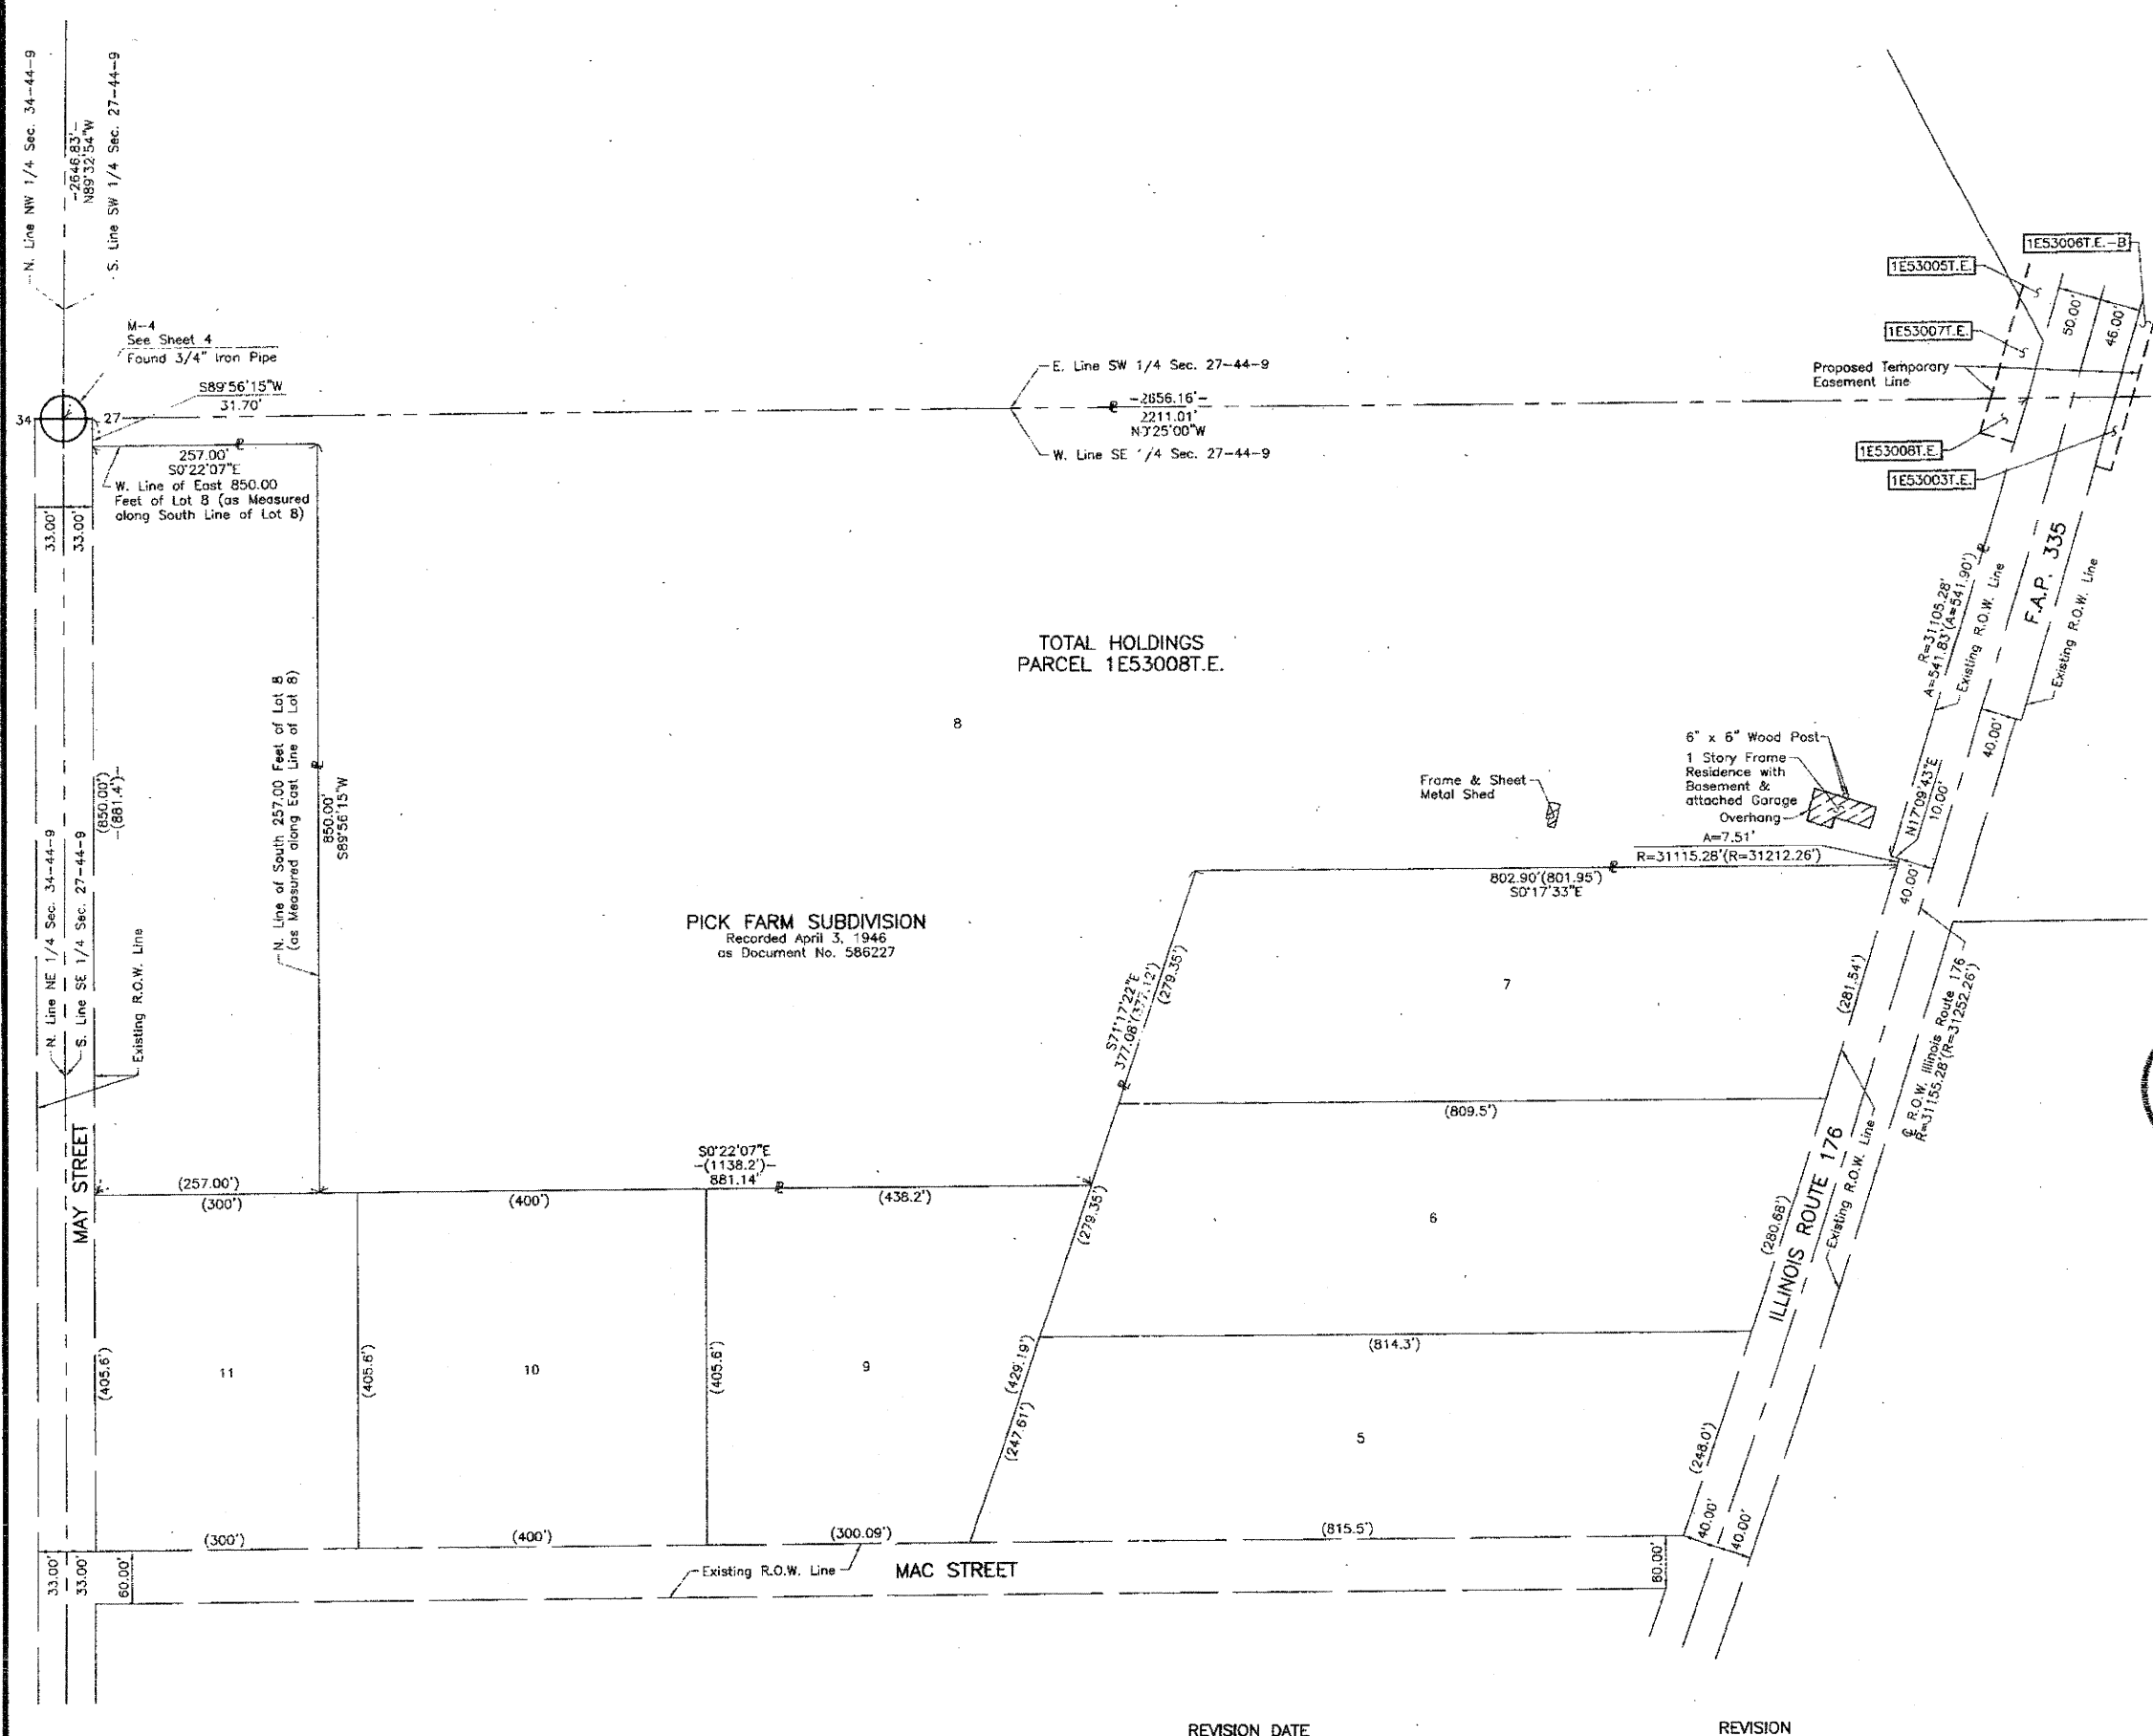 N. Line NW 1/4 Sec. 34-44-9
-2646.83'-
N89°32'54"W
S. Line SW 1/4 Sec. 27-44-9
M-4
See Sheet 4
Found 3/4" Iron Pipe
S89°56'15"W
31.70'
34
27
257.00'
S0°22'07"E
W. Line of East 850.00
Feet of Lot 8 (as Measured
along South Line of Lot 8)
33.00'
33.00'
E. Line SW 1/4 Sec. 27-44-9
-2656.16'-
2211.01'
W. Line SE 1/4 Sec. 27-44-9
1E53006T.E.-B
1E53005T.E.
1E53007T.E.
Proposed Temporary
Easement Line
1E53008T.E.
1E53003T.E.
50.00'
46.00'
F.A.P. 335
R=31105.28'
A=541.83'(A=541.90')
Existing R.O.W. Line
Existing R.O.W. Line
TOTAL HOLDINGS
PARCEL 1E53008T.E.
8
N. Line of South 257.00 Feet of Lot 8
(as Measured along East Line of Lot 8)
850.00'
S89°56'15"W
(850.00')
-(881.4')-
N. Line NE 1/4 Sec. 34-44-9
S. Line SE 1/4 Sec. 27-44-9
Existing R.O.W. Line
6" x 6" Wood Post
1 Story Frame
Residence with
Basement &
attached Garage
Overhang
Frame & Sheet
Metal Shed
A=7.51'
R=31115.28'(R=31212.26')
802.90'(801.95')
S0°17'33"E
N17°09'43"E
10.00'
40.00'
40.00'
PICK FARM SUBDIVISION
Recorded April 3, 1946
as Document No. 586227
S71°17'22"E
377.08'(377.12')
(279.35')
7
(281.54')
℄ R.O.W. Illinois Route 176
R=31155.28'(R=31252.26')
(809.5')
MAY STREET
(257.00')
(300')
S0°22'07"E
-(1138.2')-
881.14'
(400')
(438.2')
(279.35')
6
(280.68')
ILLINOIS ROUTE 176
Existing R.O.W. Line
(814.3')
(405.6')
11
(405.6')
10
(405.6')
9
(429.19')
(247.61')
5
(248.0')
(300')
(400')
(300.09')
(815.5')
40.00'
40.00'
33.00'
33.00'
60.00'
Existing R.O.W. Line
MAC STREET
60.00'
REVISION DATE
REVISION